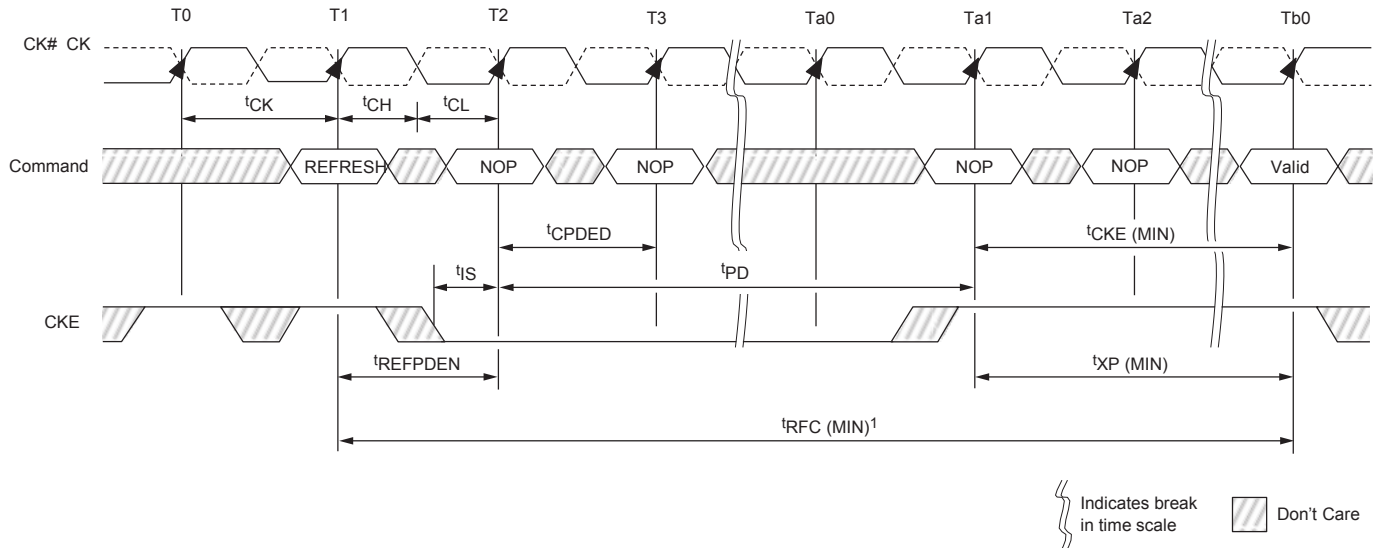 T0 T1 T2 T3 Ta0 Ta1 Ta2 Tb0
CK# CK
tCK tCH tCL
Command REFRESH NOP NOP NOP NOP Valid
tCPDED tCKE (MIN)
tIS tPD
CKE
tREFPDEN tXP (MIN)
tRFC (MIN)1
Indicates break
in time scale
Don't Care